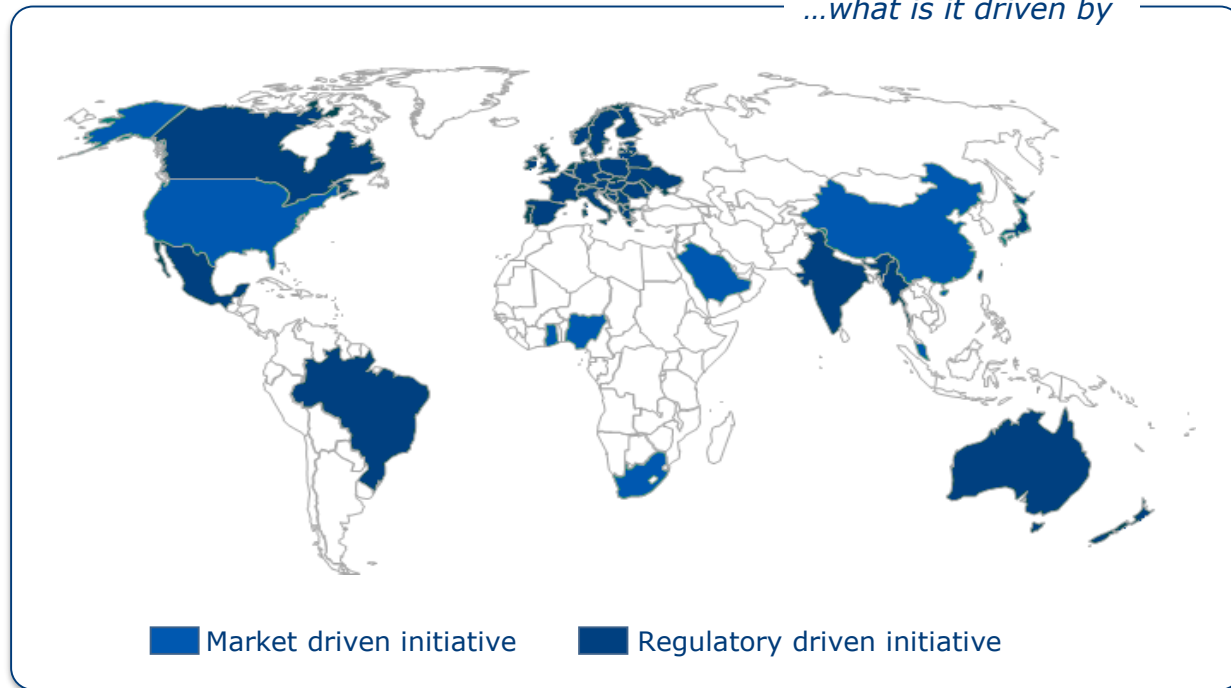 …what is it driven by
Market driven initiative
Regulatory driven initiative